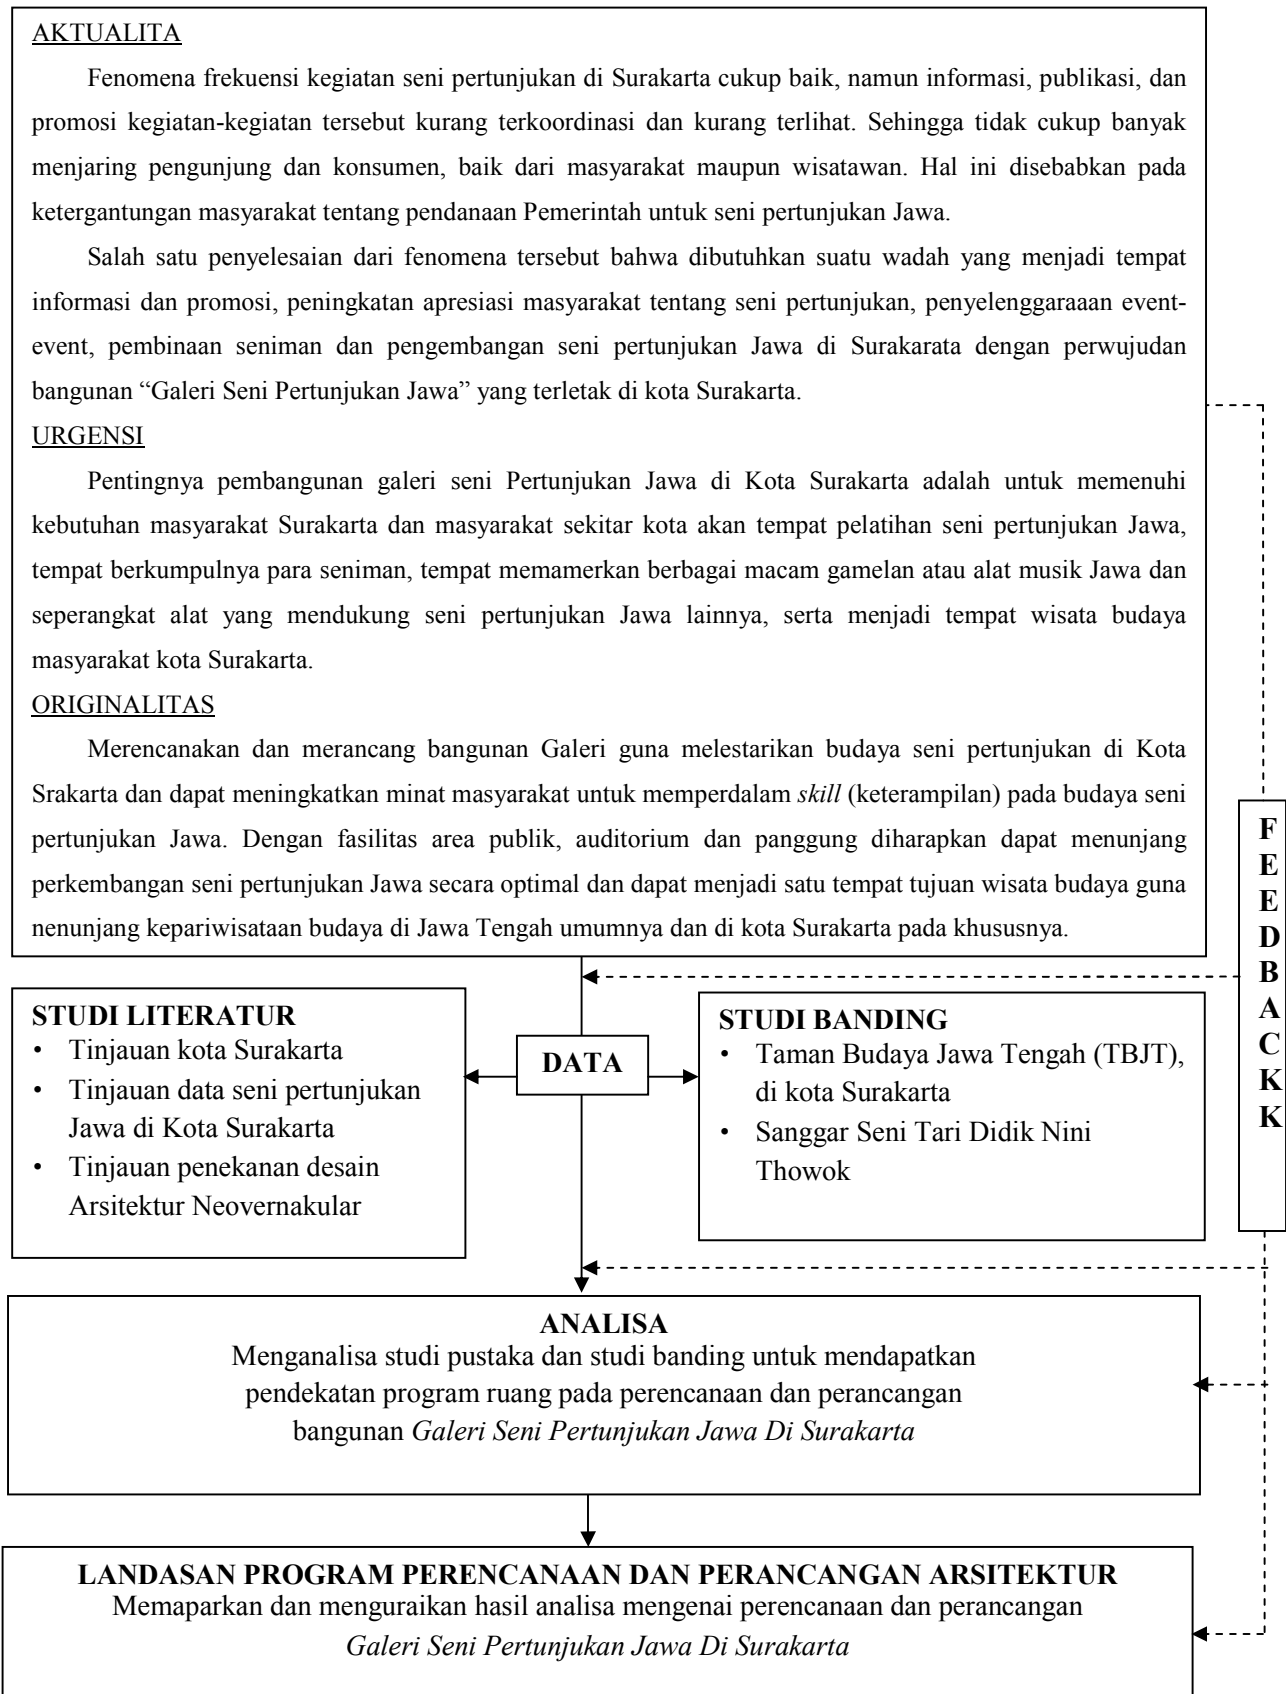 AKTUALITA
Fenomena frekuensi kegiatan seni pertunjukan di Surakarta cukup baik, namun informasi, publikasi, dan
promosi kegiatan-kegiatan tersebut kurang terkoordinasi dan kurang terlihat. Sehingga tidak cukup banyak
menjaring pengunjung dan konsumen, baik dari masyarakat maupun wisatawan. Hal ini disebabkan pada
ketergantungan masyarakat tentang pendanaan Pemerintah untuk seni pertunjukan Jawa.
Salah satu penyelesaian dari fenomena tersebut bahwa dibutuhkan suatu wadah yang menjadi tempat
informasi dan promosi, peningkatan apresiasi masyarakat tentang seni pertunjukan, penyelenggaraaan event-
event, pembinaan seniman dan pengembangan seni pertunjukan Jawa di Surakarata dengan perwujudan
bangunan “Galeri Seni Pertunjukan Jawa” yang terletak di kota Surakarta.
URGENSI
Pentingnya pembangunan galeri seni Pertunjukan Jawa di Kota Surakarta adalah untuk memenuhi
kebutuhan masyarakat Surakarta dan masyarakat sekitar kota akan tempat pelatihan seni pertunjukan Jawa,
tempat berkumpulnya para seniman, tempat memamerkan berbagai macam gamelan atau alat musik Jawa dan
seperangkat alat yang mendukung seni pertunjukan Jawa lainnya, serta menjadi tempat wisata budaya
masyarakat kota Surakarta.
ORIGINALITAS
Merencanakan dan merancang bangunan Galeri guna melestarikan budaya seni pertunjukan di Kota
Srakarta dan dapat meningkatkan minat masyarakat untuk memperdalam skill (keterampilan) pada budaya seni
pertunjukan Jawa. Dengan fasilitas area publik, auditorium dan panggung diharapkan dapat menunjang
perkembangan seni pertunjukan Jawa secara optimal dan dapat menjadi satu tempat tujuan wisata budaya guna
nenunjang kepariwisataan budaya di Jawa Tengah umumnya dan di kota Surakarta pada khususnya.
F
E
E
D
B
A
C
K
K
STUDI LITERATUR
• Tinjauan kota Surakarta
• Tinjauan data seni pertunjukan
Jawa di Kota Surakarta
• Tinjauan penekanan desain
Arsitektur Neovernakular
DATA
STUDI BANDING
• Taman Budaya Jawa Tengah (TBJT),
di kota Surakarta
• Sanggar Seni Tari Didik Nini
Thowok
ANALISA
Menganalisa studi pustaka dan studi banding untuk mendapatkan
pendekatan program ruang pada perencanaan dan perancangan
bangunan Galeri Seni Pertunjukan Jawa Di Surakarta
LANDASAN PROGRAM PERENCANAAN DAN PERANCANGAN ARSITEKTUR
Memaparkan dan menguraikan hasil analisa mengenai perencanaan dan perancangan
Galeri Seni Pertunjukan Jawa Di Surakarta